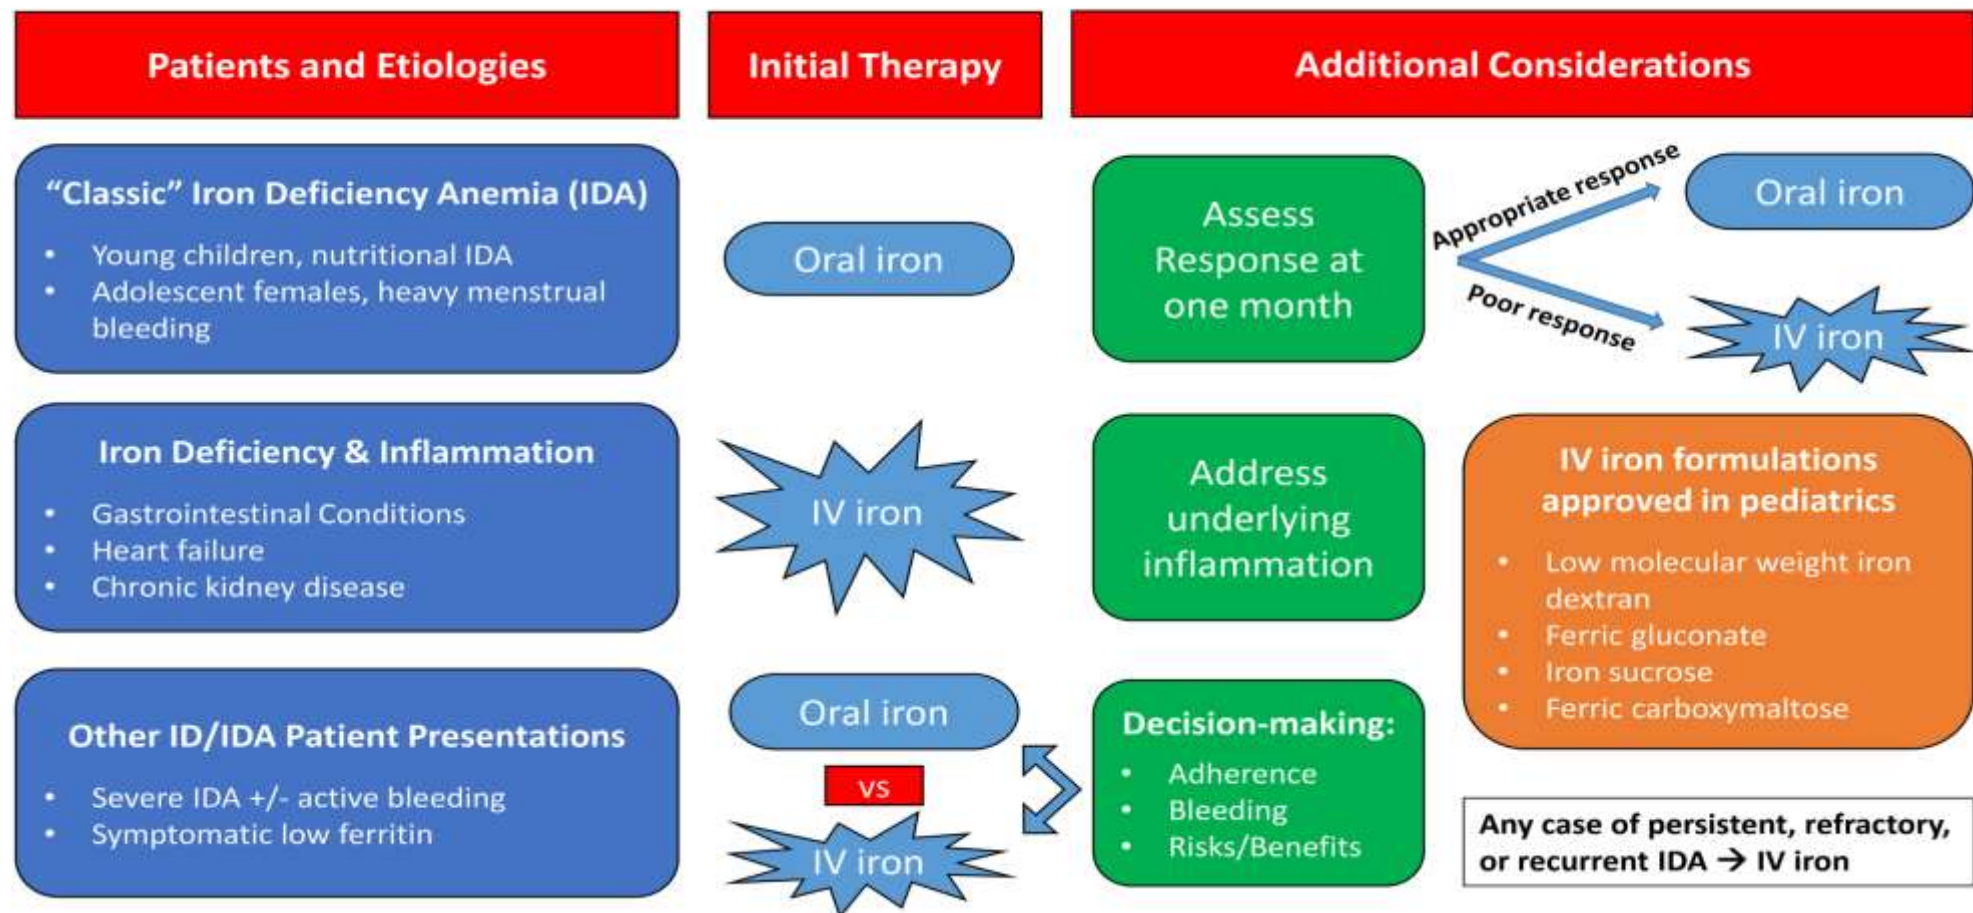 Patients and Etiologies
Initial Therapy
Additional Considerations
“Classic” Iron Deficiency Anemia (IDA)
• Young children, nutritional IDA
• Adolescent females, heavy menstrual
bleeding
Oral iron
Assess
Response at
one month
Appropriate response
Oral iron
Poor response
IV iron
Iron Deficiency & Inflammation
• Gastrointestinal Conditions
• Heart failure
• Chronic kidney disease
IV iron
Address
underlying
inflammation
IV iron formulations
approved in pediatrics
• Low molecular weight iron
dextran
• Ferric gluconate
• Iron sucrose
• Ferric carboxymaltose
Other ID/IDA Patient Presentations
• Severe IDA +/- active bleeding
• Symptomatic low ferritin
Oral iron
vs
IV iron
Decision-making:
• Adherence
• Bleeding
• Risks/Benefits
Any case of persistent, refractory,
or recurrent IDA → IV iron